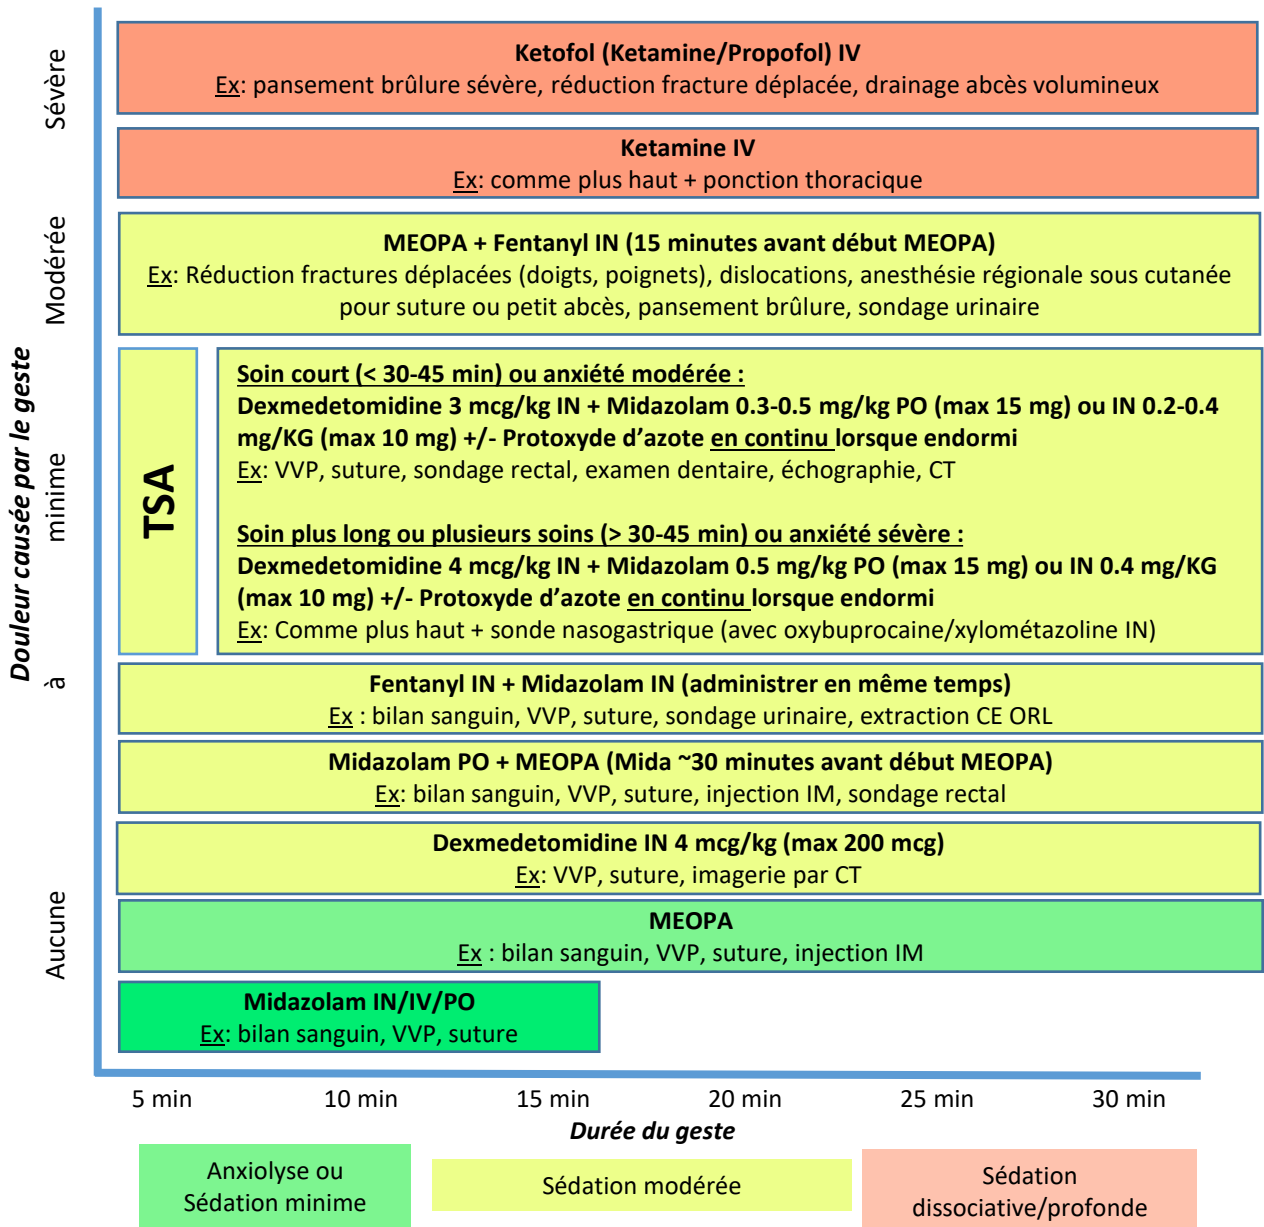 Sévère
Ketofol (Ketamine/Propofol) IV
Ex: pansement brûlure sévère, réduction fracture déplacée, drainage abcès volumineux
Ketamine IV
Ex: comme plus haut + ponction thoracique
Modérée
MEOPA + Fentanyl IN (15 minutes avant début MEOPA)
Ex: Réduction fractures déplacées (doigts, poignets), dislocations, anesthésie régionale sous cutanée
pour suture ou petit abcès, pansement brûlure, sondage urinaire
Douleur causée par le geste
minime
TSA
Soin court (< 30-45 min) ou anxiété modérée :
Dexmedetomidine 3 mcg/kg IN + Midazolam 0.3-0.5 mg/kg PO (max 15 mg) ou IN 0.2-0.4
mg/KG (max 10 mg) +/- Protoxyde d'azote en continu lorsque endormi
Ex: VVP, suture, sondage rectal, examen dentaire, échographie, CT
Soin plus long ou plusieurs soins (> 30-45 min) ou anxiété sévère :
Dexmedetomidine 4 mcg/kg IN + Midazolam 0.5 mg/kg PO (max 15 mg) ou IN 0.4 mg/KG
(max 10 mg) +/- Protoxyde d'azote en continu lorsque endormi
Ex: Comme plus haut + sonde nasogastrique (avec oxybuprocaine/xylométazoline IN)
à
Fentanyl IN + Midazolam IN (administrer en même temps)
Ex : bilan sanguin, VVP, suture, sondage urinaire, extraction CE ORL
Midazolam PO + MEOPA (Mida ~30 minutes avant début MEOPA)
Ex: bilan sanguin, VVP, suture, injection IM, sondage rectal
Dexmedetomidine IN 4 mcg/kg (max 200 mcg)
Ex: VVP, suture, imagerie par CT
Aucune
MEOPA
Ex : bilan sanguin, VVP, suture, injection IM
Midazolam IN/IV/PO
Ex: bilan sanguin, VVP, suture
5 min 10 min 15 min 20 min 25 min 30 min
Durée du geste
Anxiolyse ou
Sédation minime
Sédation modérée
Sédation
dissociative/profonde